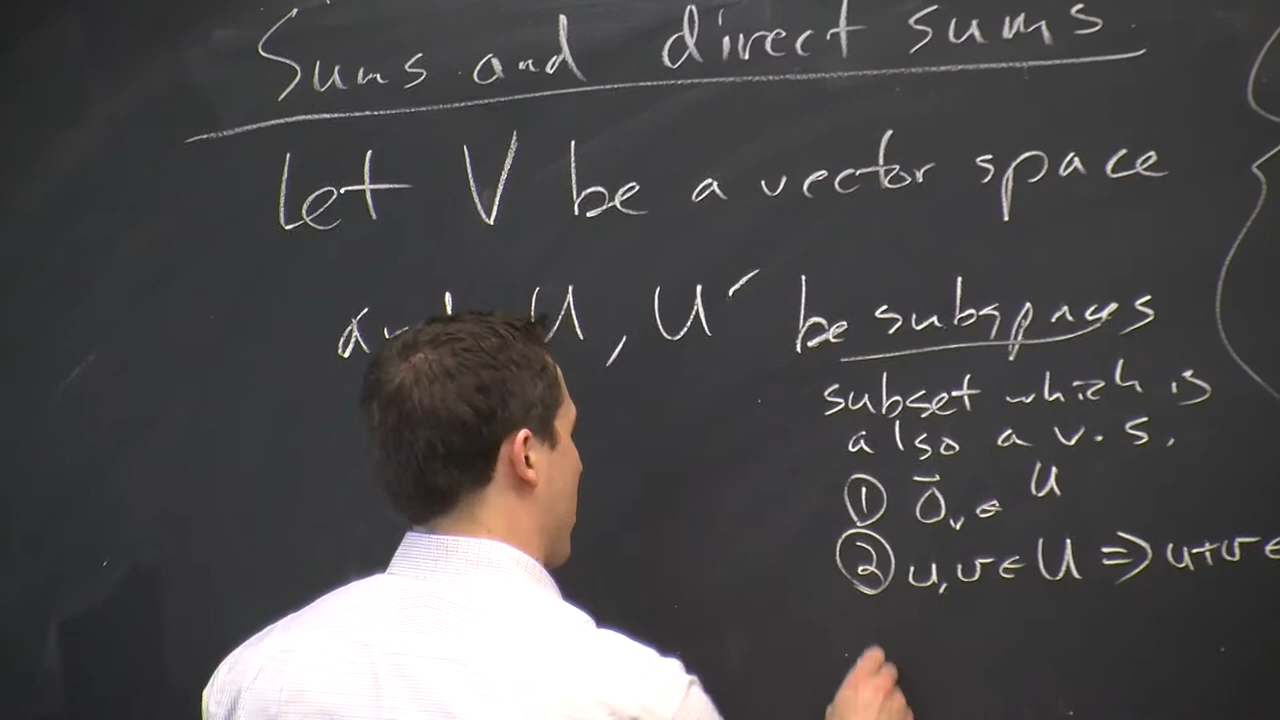 Sums and direct sums
Let V be a vector space
U, U' be subspaces
subset which is
also a v.s.
① 0̄ᵥ ∈ U
② u,v ∈ U ⇒ u+v ∈